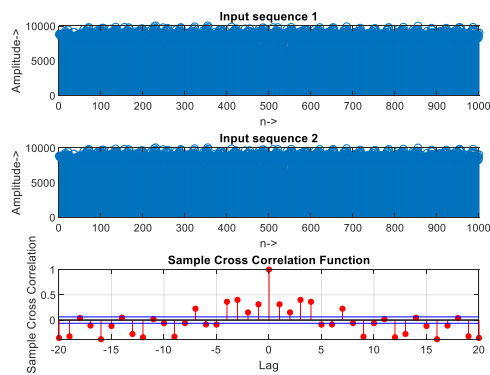 Input sequence 1
Amplitude->
10000
5000
0
0 100 200 300 400 500 600 700 800 900 1000
n->
Input sequence 2
Amplitude->
10000
5000
0
0 100 200 300 400 500 600 700 800 900 1000
n->
Sample Cross Correlation Function
Sample Cross Correlation
1
0.5
0
-20 -15 -10 -5 0 5 10 15 20
Lag